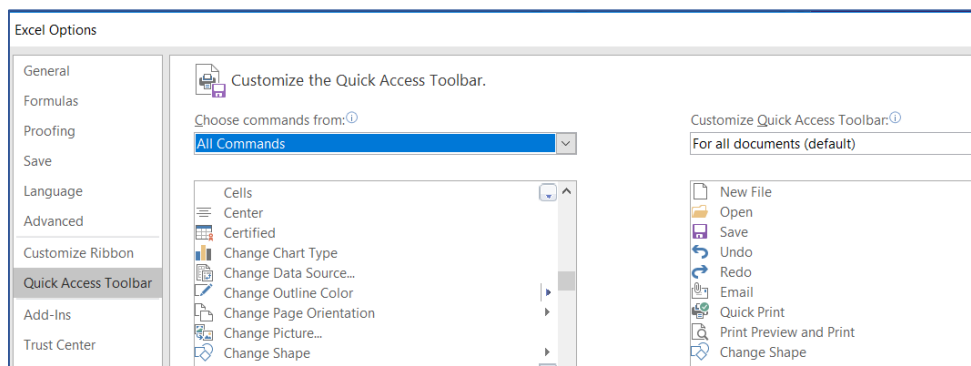 Excel Options
General
Formulas
Proofing
Save
Language
Advanced
Customize Ribbon
Quick Access Toolbar
Add-Ins
Trust Center
Customize the Quick Access Toolbar.
Choose commands from:
All Commands
Cells
Center
Certified
Change Chart Type
Change Data Source...
Change Outline Color
Change Page Orientation
Change Picture...
Change Shape
Customize Quick Access Toolbar:
For all documents (default)
New File
Open
Save
Undo
Redo
Email
Quick Print
Print Preview and Print
Change Shape